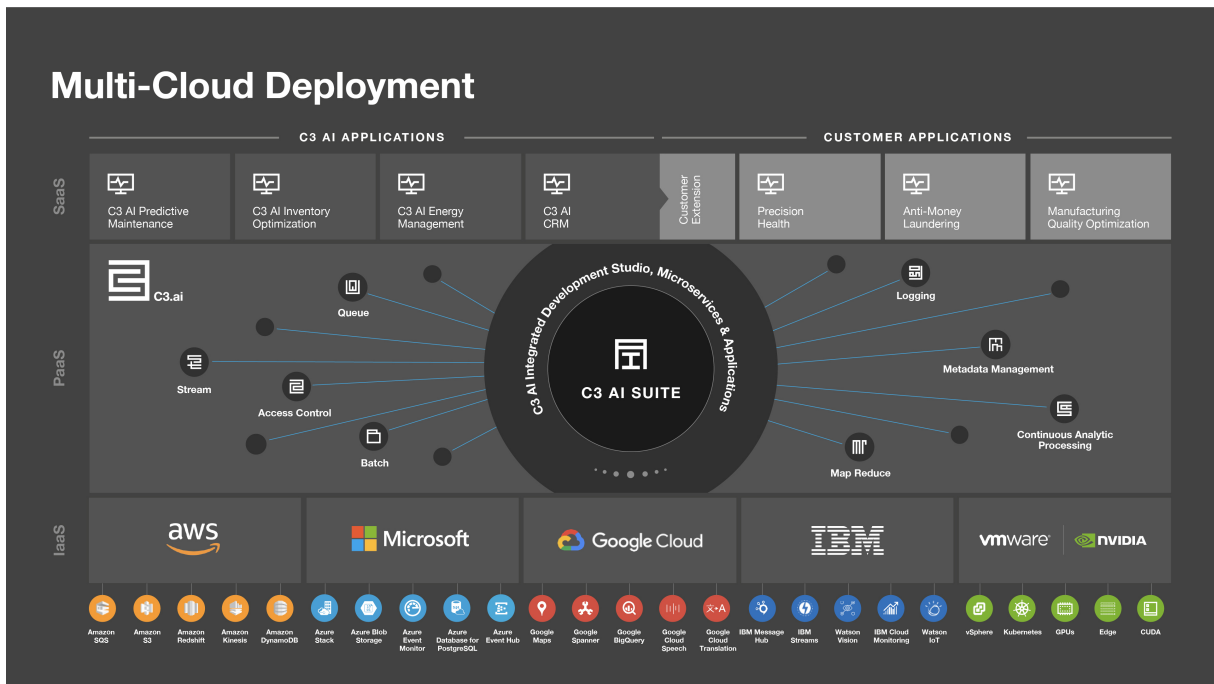 Multi-Cloud Deployment
C3 AI APPLICATIONS
CUSTOMER APPLICATIONS
SaaS
C3 AI Predictive
Maintenance
C3 AI Inventory
Optimization
C3 AI Energy
Management
C3 AI
CRM
Customer
Extension
Precision
Health
Anti-Money
Laundering
Manufacturing
Quality Optimization
PaaS
C3.ai
Queue
Stream
Access Control
Batch
C3 AI Integrated Development Studio, Microservices & Applications
C3 AI SUITE
Logging
Metadata Management
Continuous Analytic
Processing
Map Reduce
IaaS
aws
Microsoft
Google Cloud
IBM
vmware
NVIDIA
Amazon
SQS
Amazon
S3
Amazon
Redshift
Amazon
Kinesis
Amazon
DynamoDB
Azure
Stack
Azure Blob
Storage
Azure
Event
Monitor
Azure
Database for
PostgreSQL
Azure
Event Hub
Google
Maps
Google
Spanner
Google
BigQuery
Google
Cloud
Speech
Google
Cloud
Translation
IBM Message
Hub
IBM
Streams
Watson
Vision
IBM Cloud
Monitoring
Watson
IoT
vSphere
Kubernetes
GPUs
Edge
CUDA